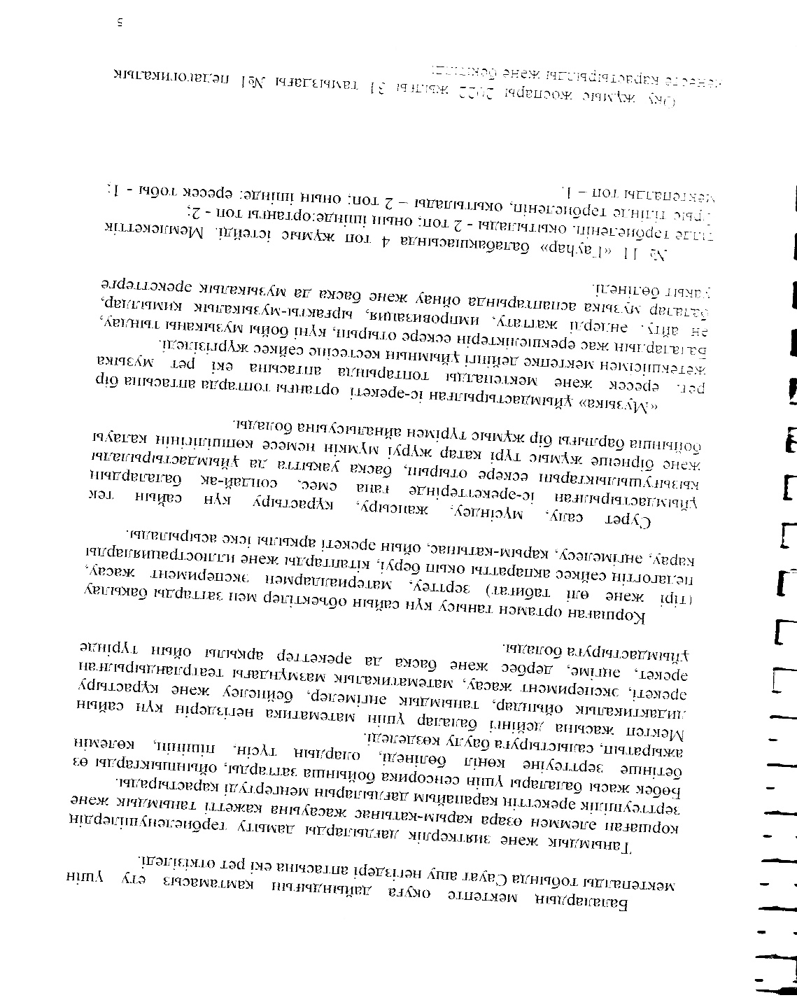 Балалардың мектепте оқуға дайындығын қамтамасыз ету үшін
мектепалды тобында Сауат ашу негіздері аптасына екі рет өткізіледі.
Танымдық және зияткерлік дағдыларды дамыту тәрбиеленушілердің
қоршаған әлеммен өзара қарым-қатынас жасауына қажетті танымдық және
зерттеушілік әрекеттің қарапайым дағдыларын меңгертуді қарастырады.
Бөбек жасы балалары үшін сенсорика бойынша заттарды, ойыншықтарды өз
бетінше зерттеуіне көңіл бөлінеді, олардың түсін, пішінін, көлемін
ажыратып, салыстыруға баулу көзделеді.
Мектеп жасына дейінгі балалар үшін математика негіздерін күн сайын
дидактикалық ойындар, танымдық әңгімелер, бейнелеу және құрастыру
әрекеті, эксперимент жасау, математикалық мазмұндағы театрландырылған
әрекет, әңгіме, дербес және басқа да әрекеттер арқылы ойын түрінде
ұйымдастыруға болады.
Қоршаған ортамен танысу күн сайын объектілер мен заттарды бақылау
(тірі және өлі табиғат) зерттеу, материалдармен эксперимент жасау,
педагогтің сәйкес ақпаратты оқып беруі, кітаптарды және иллюстрацияларды
қарау, әңгімелесу, қарым-қатынас, ойын әрекеті арқылы іске асырылады.
Сурет салу, мүсіндеу, жапсыру, құрастыру күн сайын тек
ұйымдастырылған іс-әрекеттерінде ғана емес, сондай-ақ балалардың
қызығушылықтарын ескере отырып, басқа уақытта да ұйымдастырылады
және бірнеше жұмыс түрі қатар жүруі мүмкін немесе көпшілігінің қалауы
бойынша барлығы бір жұмыс түрімен айналысуына болады.
«Музыка» ұйымдастырылған іс-әрекеті ортаңғы топтарда аптасына бір
рет, ересек және мектепалды топтарында аптасына екі рет музыка
жетекшісімен мектепке дейінгі ұйымның кестесіне сәйкес жүргізіледі.
Балалардың жас ерекшеліктерін ескере отырып, күні бойы музыканы тыңдау,
ән айту, әндерді жаттату, импровизация, ырғақты-музыкалық қимылдар,
балалар музыка аспаптарында ойнау және басқа да музыкалық әрекеттерге
уақыт бөлінеді.
№ 11 «Гауһар» балабақшасында 4 топ жұмыс істейді. Мемлекеттік
тілде тәрбиеленіп, оқытылады - 2 топ; оның ішінде:ортаңғы топ - 2;
орыс тілінде тәрбиеленіп, оқытылады – 2 топ; оның ішінде: ересек тобы - 1;
мектепалды топ – 1.
Оқу жұмыс жоспары 2022 жылғы 31 тамыздағы №1 педагогикалық
кеңесте қарастырылды және бекітілді.
5